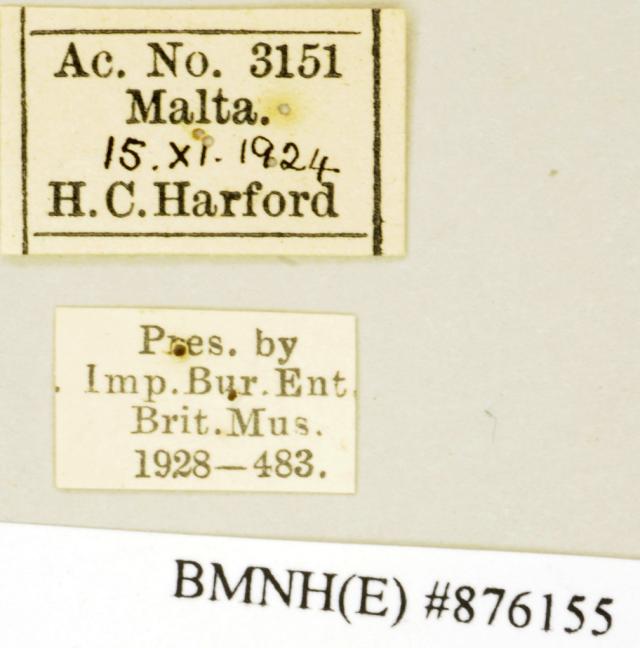 Ac. No. 3151
Malta.
15.XI.1924
H.C.Harford
Pres. by
Imp.Bur.Ent.
Brit.Mus.
1928—483.
BMNH(E) #876155